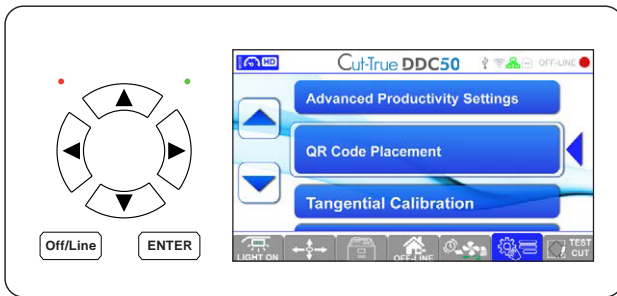 HD
Cut-True DDC50
OFF-LINE
Advanced Productivity Settings
QR Code Placement
Tangential Calibration
Off/Line
ENTER
LIGHT ON
OFF-LINE
TEST
CUT